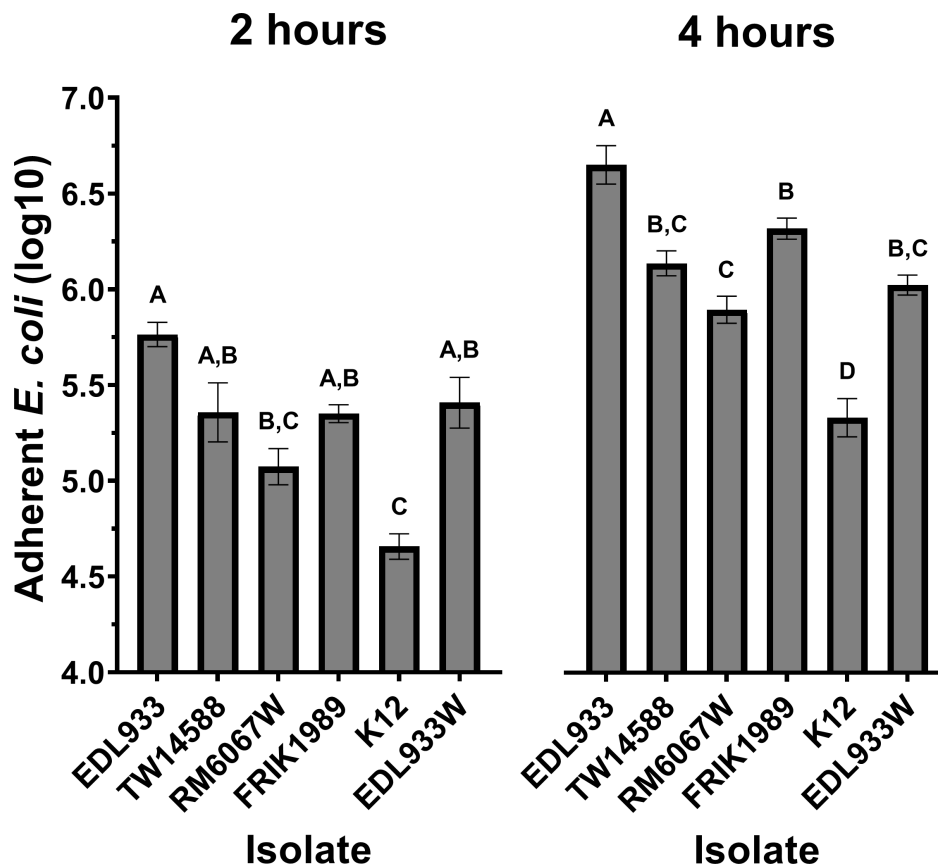 2 hours
4 hours
Adherent E. coli (log10)
7.0
6.5
6.0
5.5
5.0
4.5
4.0
A
A,B
B,C
A,B
C
A,B
A
B,C
C
B
D
B,C
EDL933
TW14588
RM6067W
FRIK1989
K12
EDL933W
EDL933
TW14588
RM6067W
FRIK1989
K12
EDL933W
Isolate
Isolate